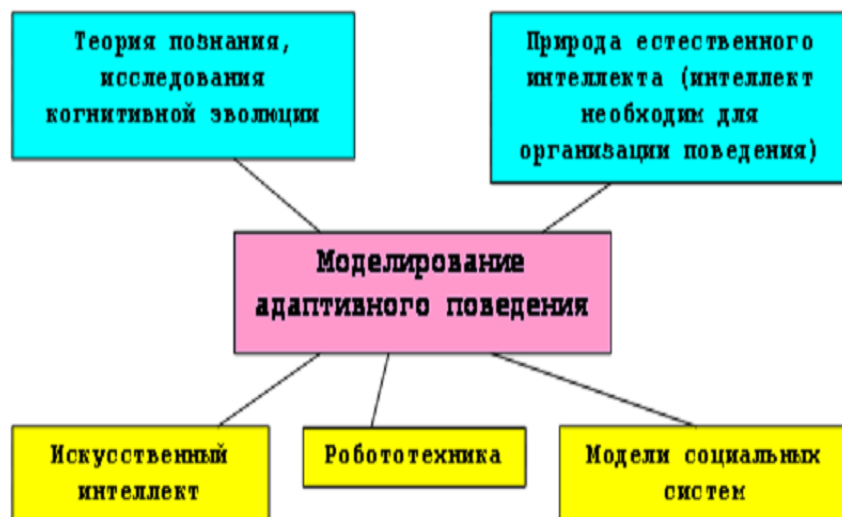 Теория познания,
исследования
когнитивной эволюции
Природа естественного
интеллекта (интеллект
необходим для
организации поведения)
Моделирование
адаптивного поведения
Искусственный
интеллект
Робототехника
Модели социальных
систем